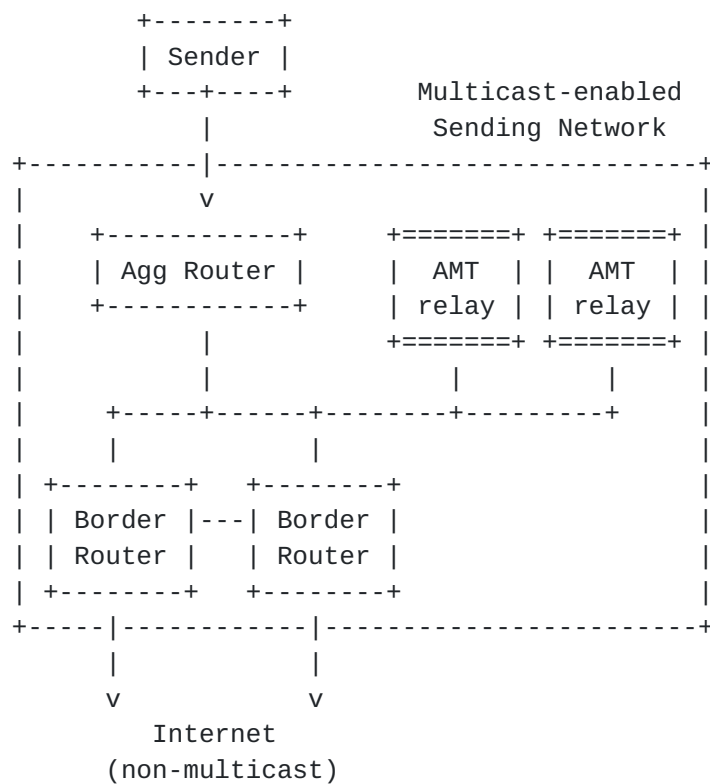 Sender
Multicast-enabled
Sending Network
Agg Router
AMT relay
AMT relay
Border Router
Border Router
Internet
(non-multicast)